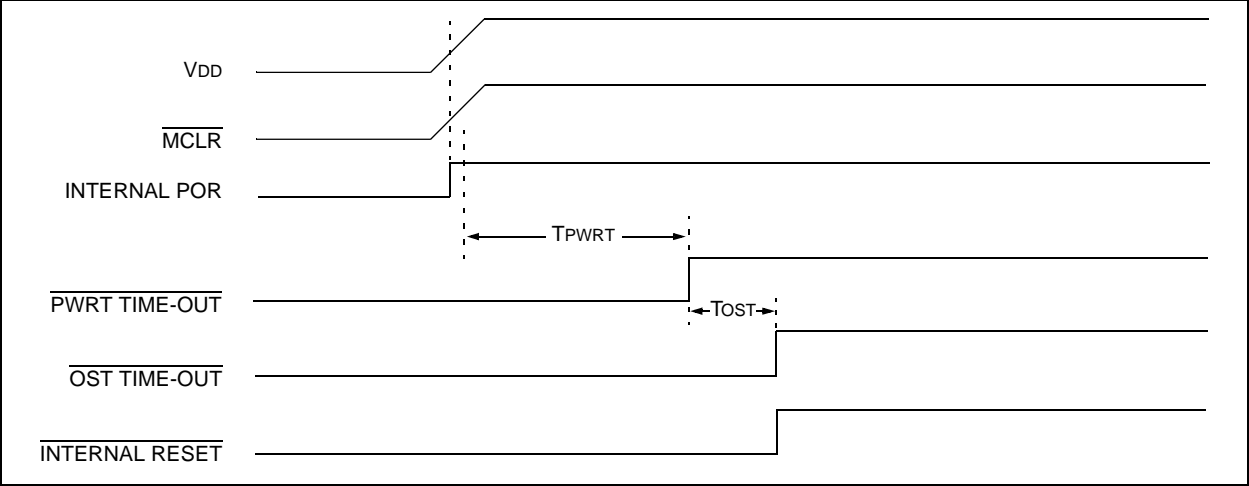 VDD
MCLR
INTERNAL POR
TPWRT
PWRT TIME-OUT
TOST
OST TIME-OUT
INTERNAL RESET